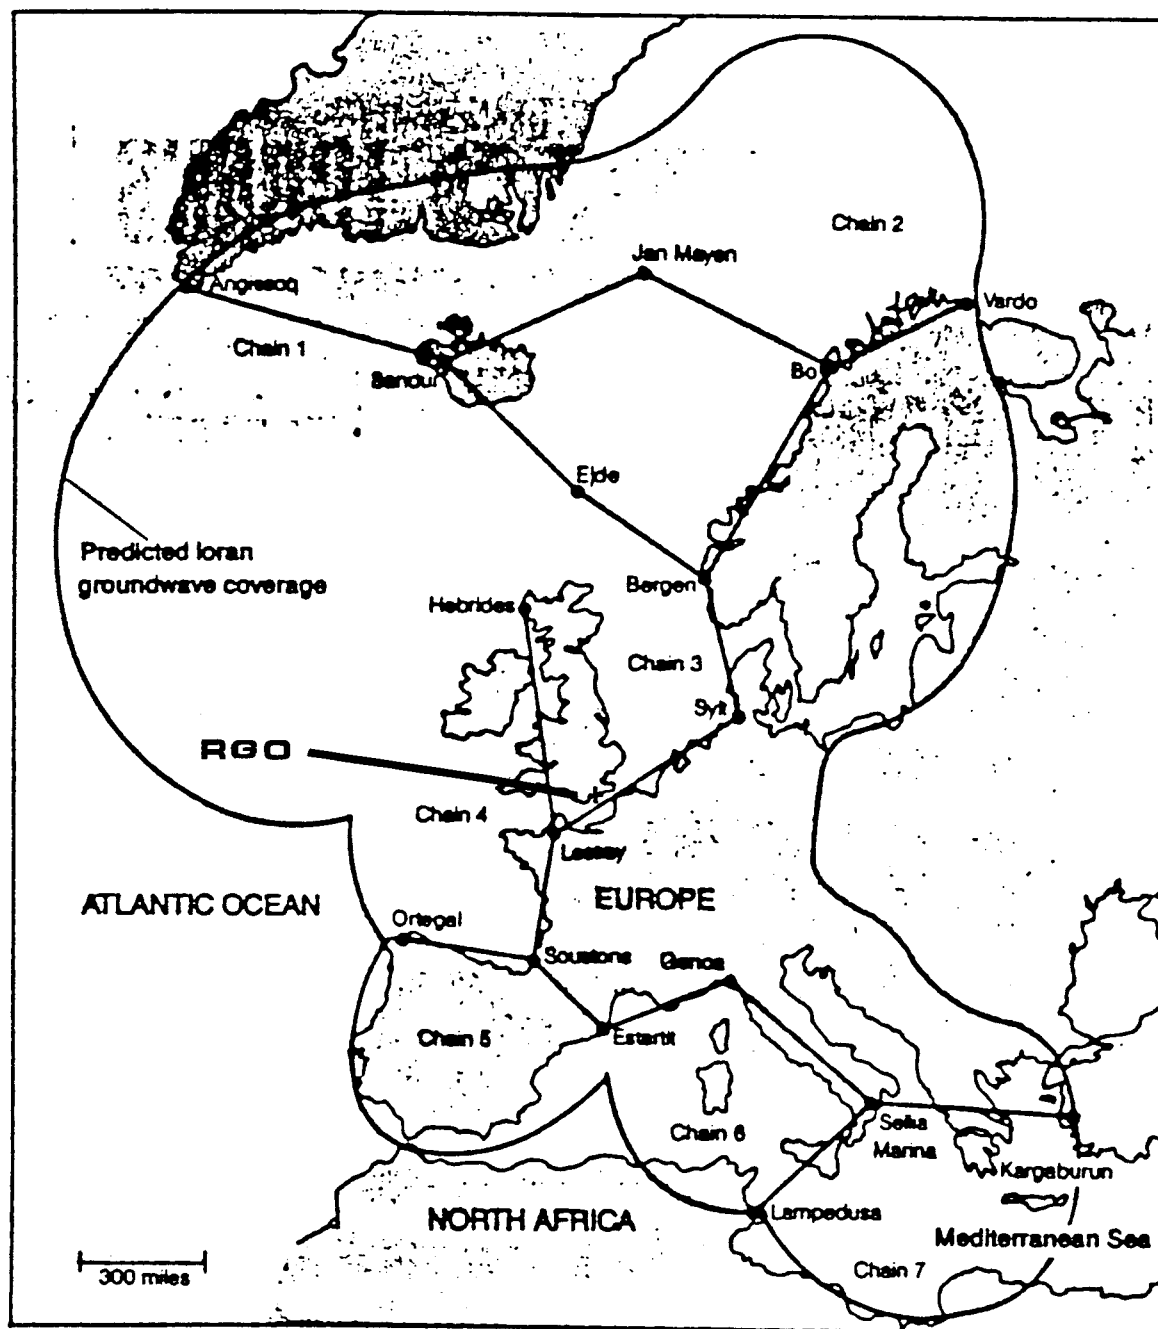 Chain 2
Jan Mayen
Angissoq
Vardo
Chain 1
Sandur
Bo
Ejde
Predicted loran
groundwave coverage
Bergen
Hebrides
Chain 3
Sylt
RGO
Chain 4
Lessay
ATLANTIC OCEAN
EUROPE
Ortegal
Soustons
Genoa
Chain 5
Estartit
Chain 6
Sellia
Marina
Kargaburun
Lampedusa
NORTH AFRICA
Mediterranean Sea
300 miles
Chain 7